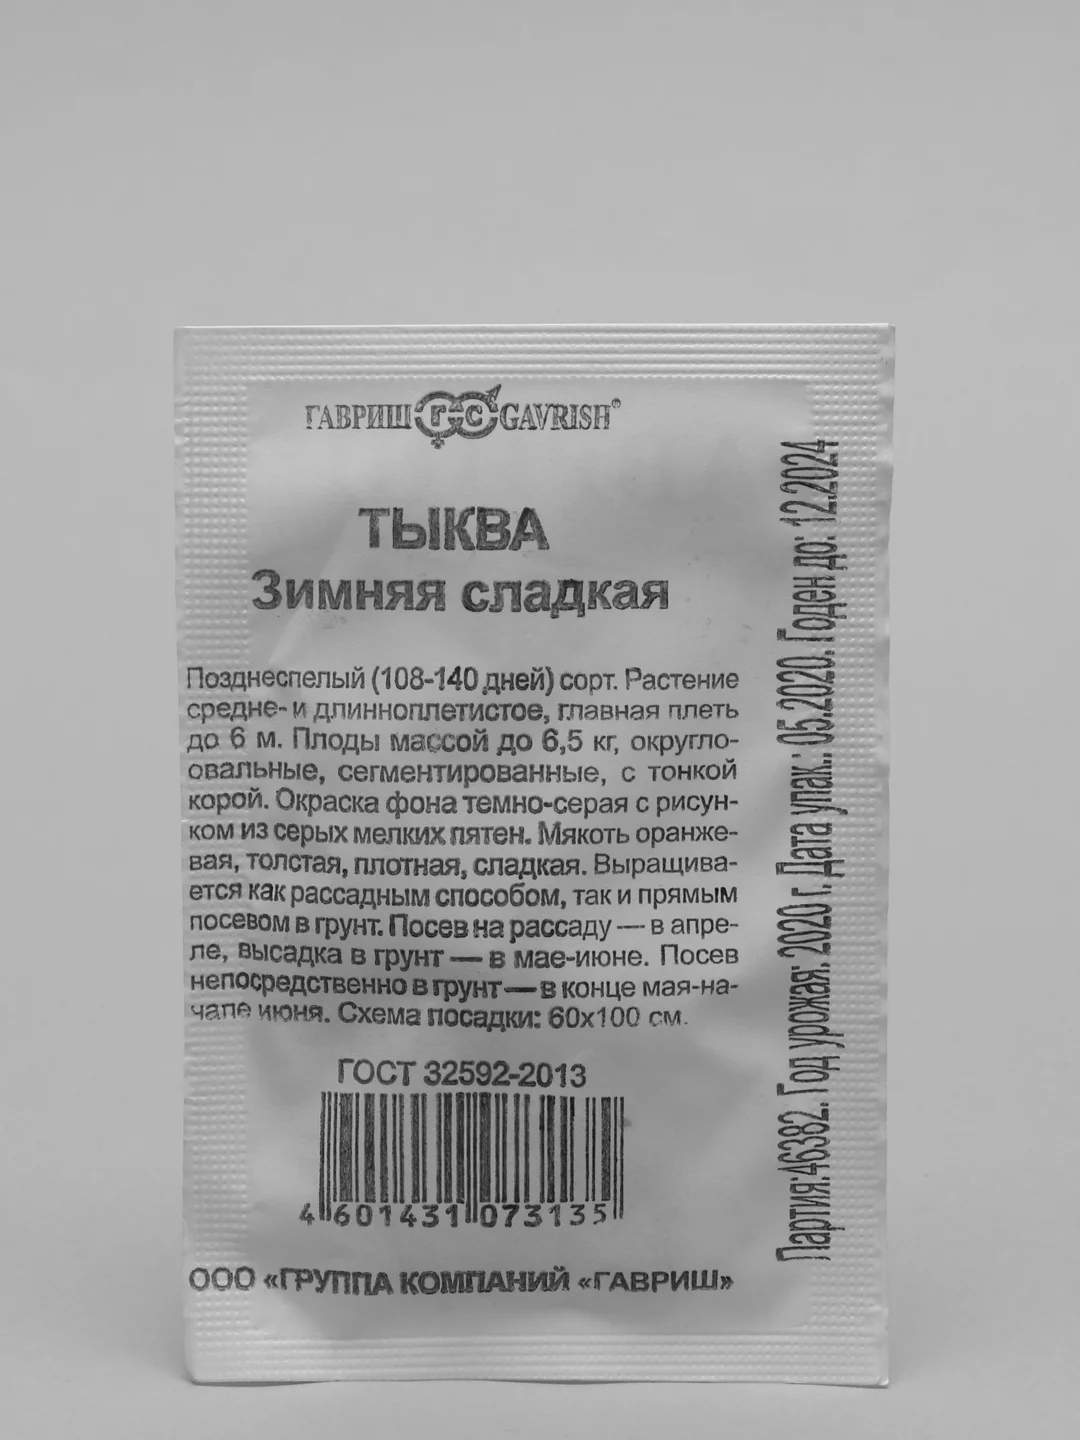 ГАВРИШ ГС GAVRISH®
ТЫКВА
Зимняя сладкая
Позднеспелый (108-140 дней) сорт. Растение
средне- и длинноплетистое, главная плеть
до 6 м. Плоды массой до 6,5 кг, округло-
овальные, сегментированные, с тонкой
корой. Окраска фона темно-серая с рисун-
ком из серых мелких пятен. Мякоть оранже-
вая, толстая, плотная, сладкая. Выращива-
ется как рассадным способом, так и прямым
посевом в грунт. Посев на рассаду — в апре-
ле, высадка в грунт — в мае-июне. Посев
непосредственно в грунт — в конце мая-на-
чале июня. Схема посадки: 60х100 см.
ГОСТ 32592-2013
4 601431 073135
ООО «ГРУППА КОМПАНИЙ «ГАВРИШ»
Партия:46382. Год урожая: 2020 г. Дата упак.: 05.2020. Годен до: 12.2024